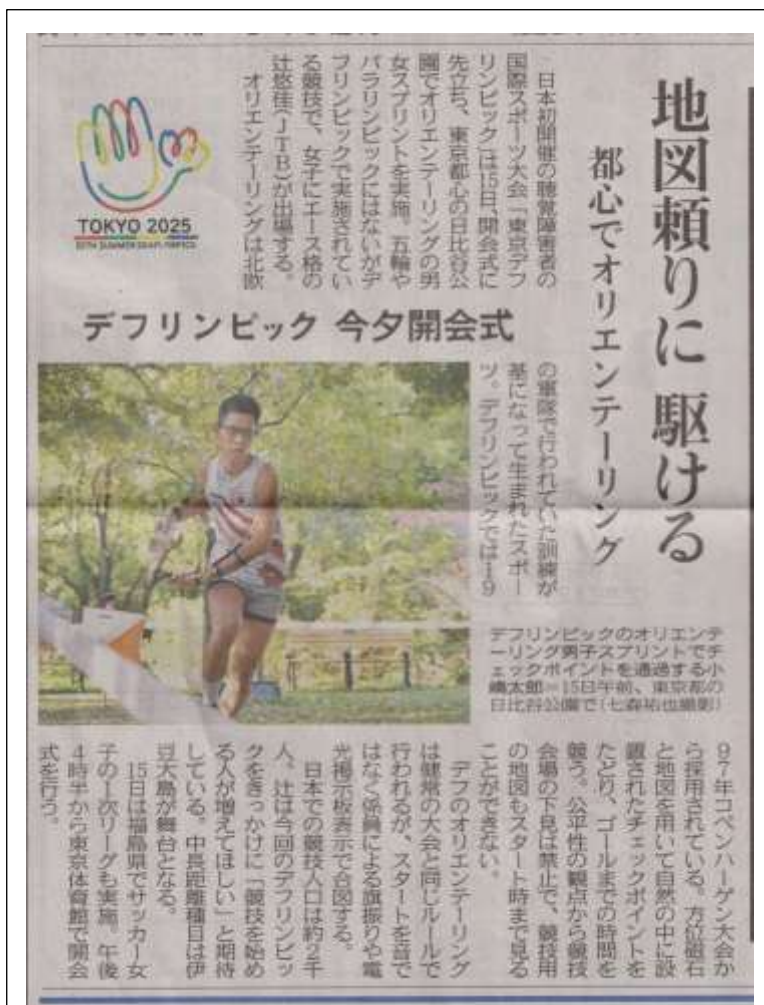 地図頼りに 駆ける
都心でオリエンテーリング
日本初開催の聴覚障害者の
国際スポーツ大会「東京デフ
リンピック」は15日、開会式に
先立ち、東京都心の日比谷公
園でオリエンテーリングの男
女スプリントを実施。五輪や
パラリンピックにはないがデ
フリンピックで実施されてい
る競技で、女子にエース格の
辻悠佳(JTB)が出場する。
オリエンテーリングは北欧
TOKYO 2025
25TH SUMMER DEAFLYMPICS
デフリンピック 今夕開会式
の軍隊で行われていた訓練が
基になって生まれたスポー
ツ。デフリンピックでは19
デフリンピックのオリエンテ
ーリング男子スプリントでチ
ェックポイントを通過する小
嶋太郎=15日午前、東京都の
日比谷公園で(七森祐也撮影)
97年コペンハーゲン大会か
ら採用されている。方位磁石
と地図を用いて自然の中に設
置されたチェックポイントを
たどり、ゴールまでの時間を
競う。公平性の観点から競技
会場の下見は禁止で、競技用
の地図もスタート時まで見る
ことができない。
デフのオリエンテーリング
は健常の大会と同じルールで
行われるが、スタートを音で
はなく係員による旗振りや電
光掲示板表示で合図する。
日本での競技人口は約2千
人。辻は今回のデフリンピッ
クをきっかけに「競技を始め
る人が増えてほしい」と期待
している。中長距離種目は伊
豆大島が舞台となる。
15日は福島県でサッカー女
子の1次リーグも実施。午後
4時半から東京体育館で開会
式を行う。